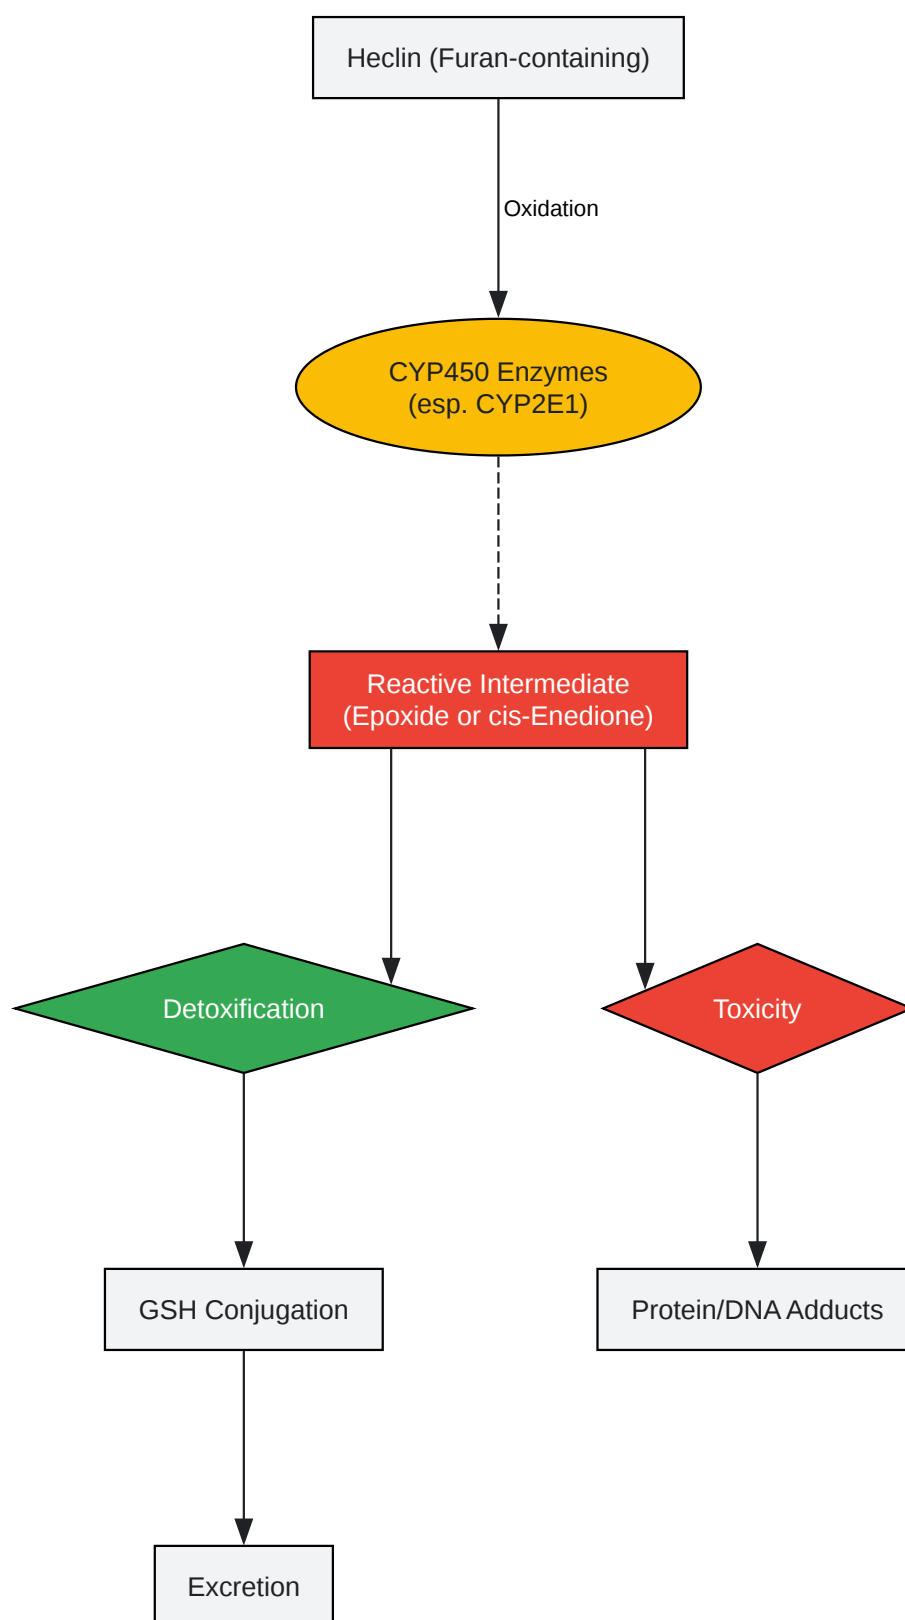 Heclin (Furan-containing)
Oxidation
CYP450 Enzymes
(esp. CYP2E1)
Reactive Intermediate
(Epoxide or cis-Enedione)
Detoxification
Toxicity
GSH Conjugation
Protein/DNA Adducts
Excretion